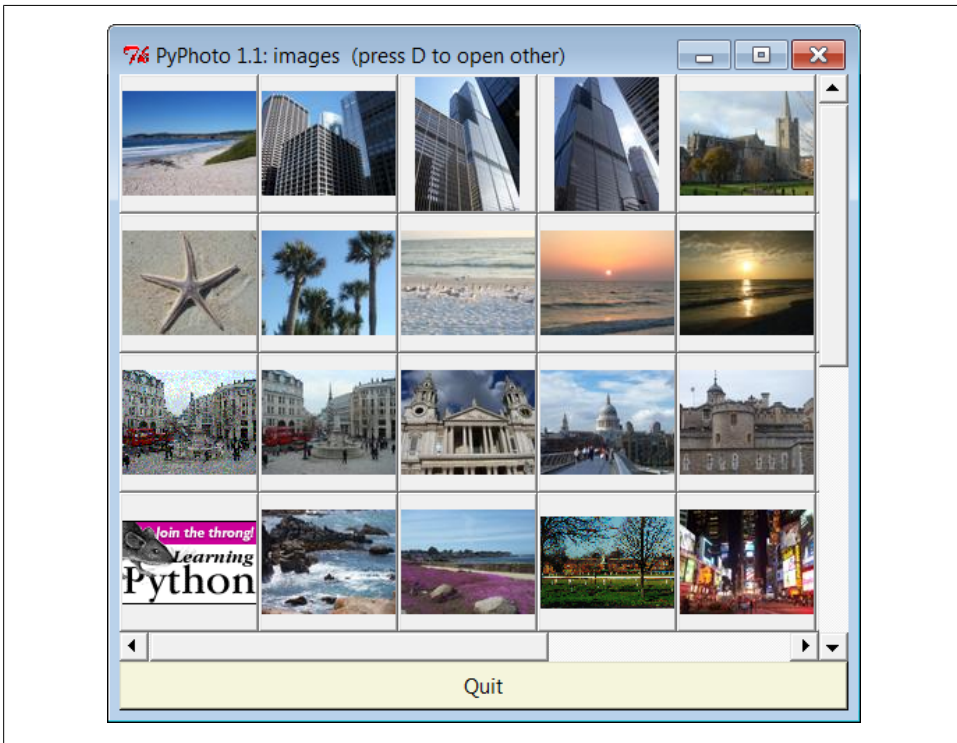 PyPhoto 1.1: images (press D to open other)
Join the throng!
Learning
Python
Quit